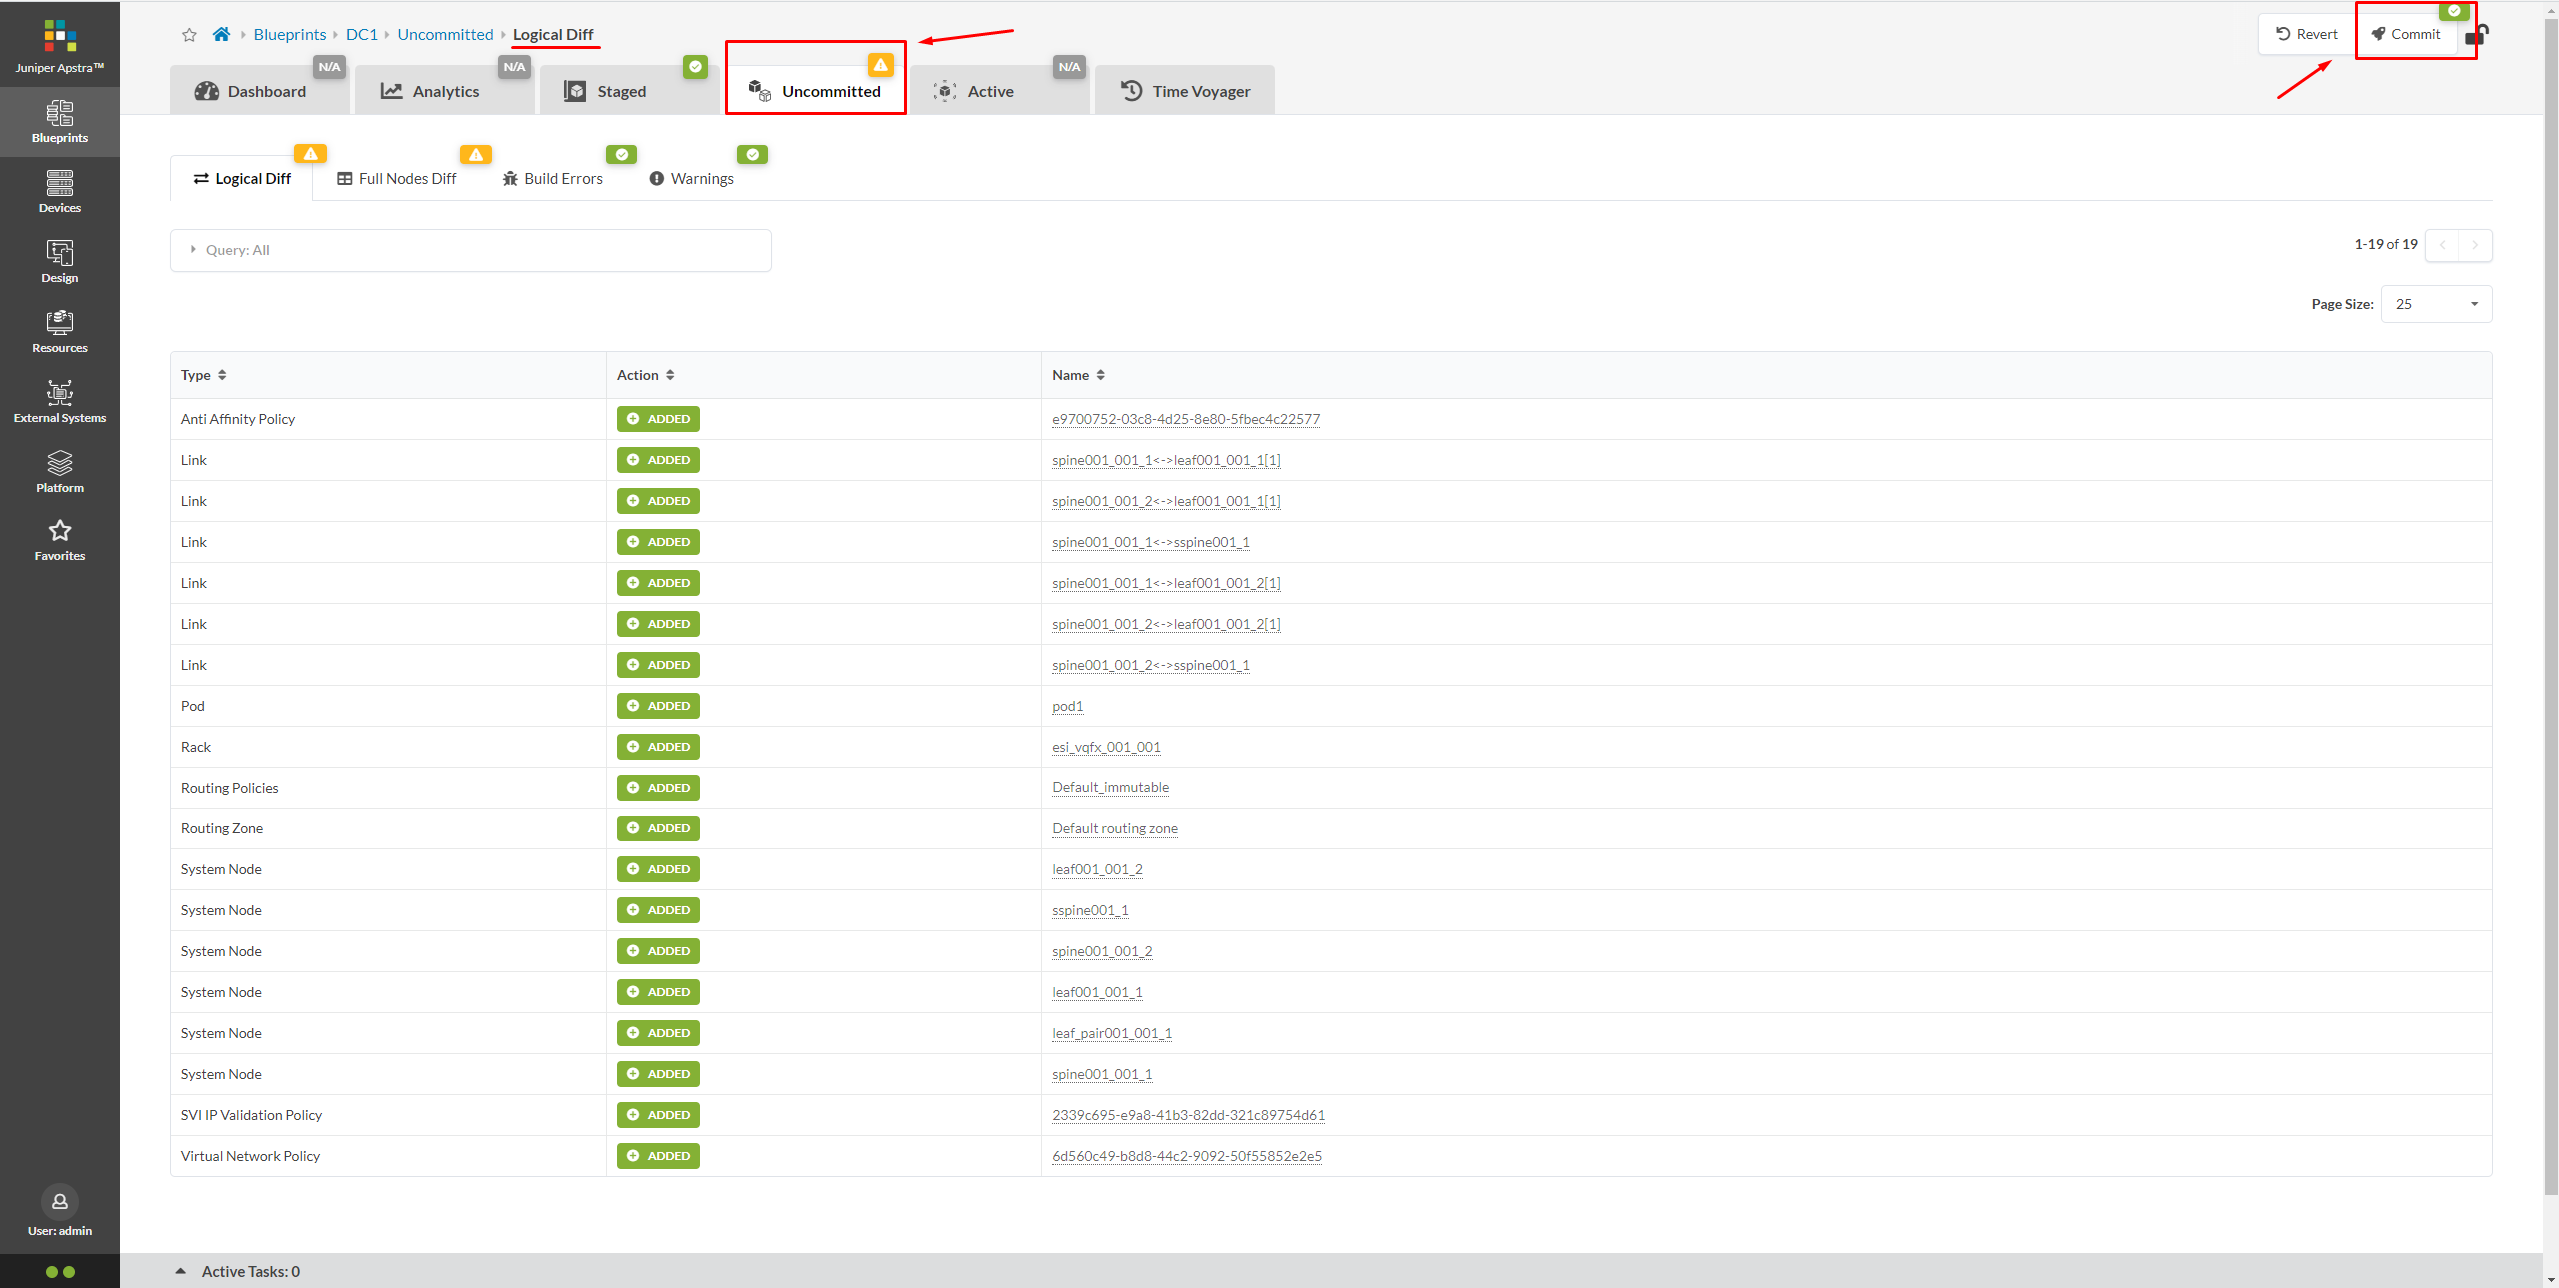 Juniper Apstra™
Blueprints
Devices
Design
Resources
External Systems
Platform
Favorites
User: admin
Blueprints DC1 Uncommitted Logical Diff
Revert Commit
Dashboard N/A Analytics N/A Staged Uncommitted Active N/A Time Voyager
Logical Diff Full Nodes Diff Build Errors Warnings
Query: All
1-19 of 19
Page Size: 25
Type Action Name
Anti Affinity Policy ADDED e9700752-03c8-4d25-8e80-5fbec4c22577
Link ADDED spine001_001_1<->leaf001_001_1[1]
Link ADDED spine001_001_2<->leaf001_001_1[1]
Link ADDED spine001_001_1<->sspine001_1
Link ADDED spine001_001_1<->leaf001_001_2[1]
Link ADDED spine001_001_2<->leaf001_001_2[1]
Link ADDED spine001_001_2<->sspine001_1
Pod ADDED pod1
Rack ADDED esi_vqfx_001_001
Routing Policies ADDED Default_immutable
Routing Zone ADDED Default routing zone
System Node ADDED leaf001_001_2
System Node ADDED sspine001_1
System Node ADDED spine001_001_2
System Node ADDED leaf001_001_1
System Node ADDED leaf_pair001_001_1
System Node ADDED spine001_001_1
SVI IP Validation Policy ADDED 2339c695-e9a8-41b3-82dd-321c89754d61
Virtual Network Policy ADDED 6d560c49-b8d8-44c2-9092-50f55852e2e5
Active Tasks: 0